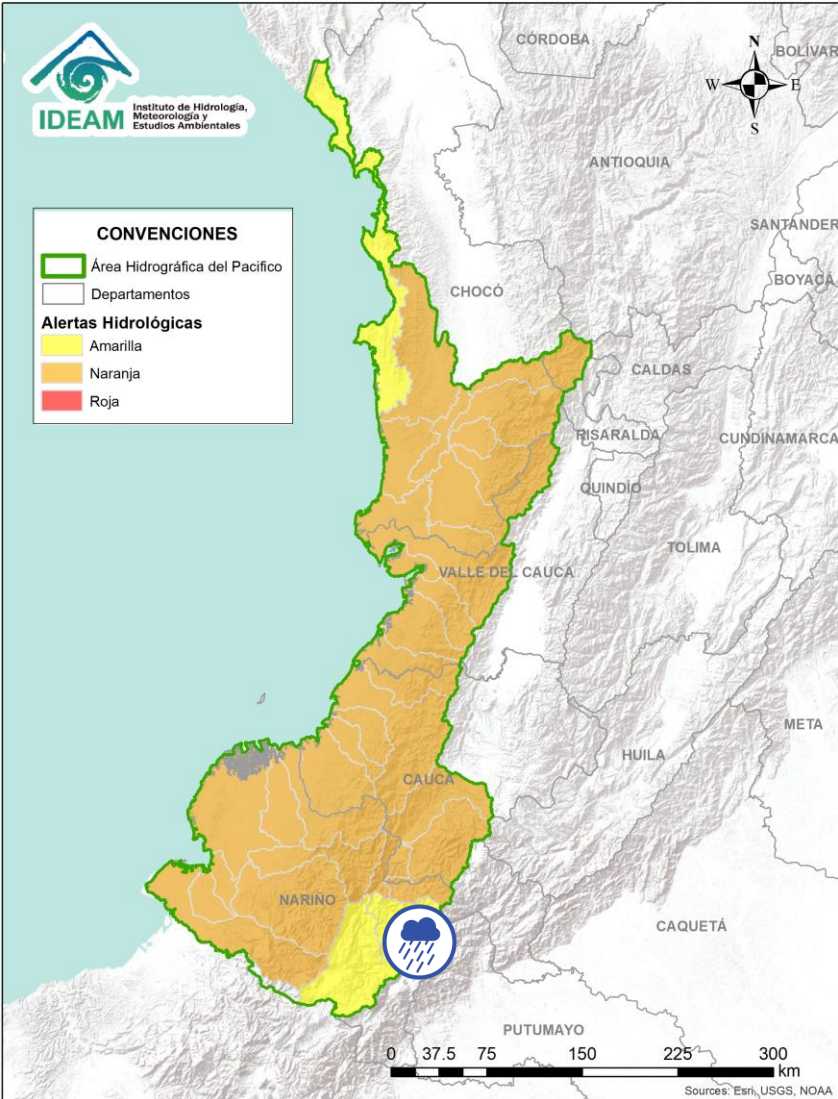 CÓRDOBA
BOLÍVAR
IDEAM
Instituto de Hidrología,
Meteorología y
Estudios Ambientales
N
W
E
S
ANTIOQUIA
SANTANDER
CONVENCIONES
Área Hidrográfica del Pacifico
Departamentos
Alertas Hidrológicas
Amarilla
Naranja
Roja
BOYACÁ
CHOCÓ
CALDAS
RISARALDA
CUNDINAMARCA
QUINDÍO
TOLIMA
VALLE DEL CAUCA
META
HUILA
CAUCA
NARIÑO
CAQUETÁ
PUTUMAYO
0 37.5 75 150 225 300
km
Sources: Esri, USGS, NOAA